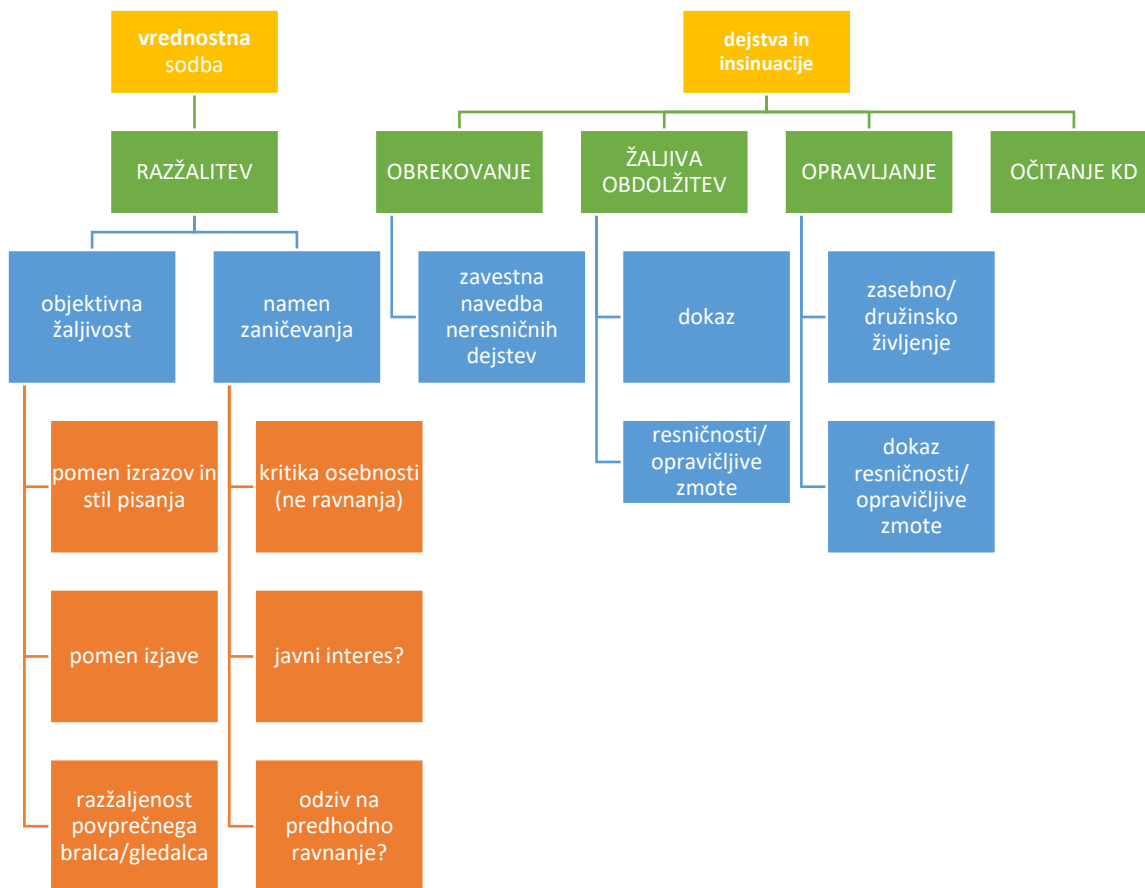 vrednostna
sodba
dejstva in
insinuacije
RAZŽALITEV
OBREKOVANJE
ŽALJIVA
OBDOLŽITEV
OPRAVLJANJE
OČITANJE KD
objektivna
žaljivost
namen
zaničevanja
zavestna
navedba
neresničnih
dejstev
dokaz
zasebno/
družinsko
življenje
pomen izrazov in
stil pisanja
kritika osebnosti
(ne ravnanja)
resničnosti/
opravičljive
zmote
dokaz
resničnosti/
opravičljive
zmote
pomen izjave
javni interes?
razžaljenost
povprečnega
bralca/gledalca
odziv na
predhodno
ravnanje?